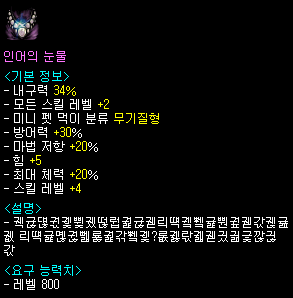 인어의 눈물
<기본 정보>
- 내구력 34%
- 모든 스킬 레벨 +2
- 미니 펫 먹이 분류 무기질형
- 방어력 +30%
- 마법 저항 +20%
- 힘 +5
- 최대 체력 +20%
- 스킬 레벨 +4
<설명>
<요구 능력치>
- 레벨 800